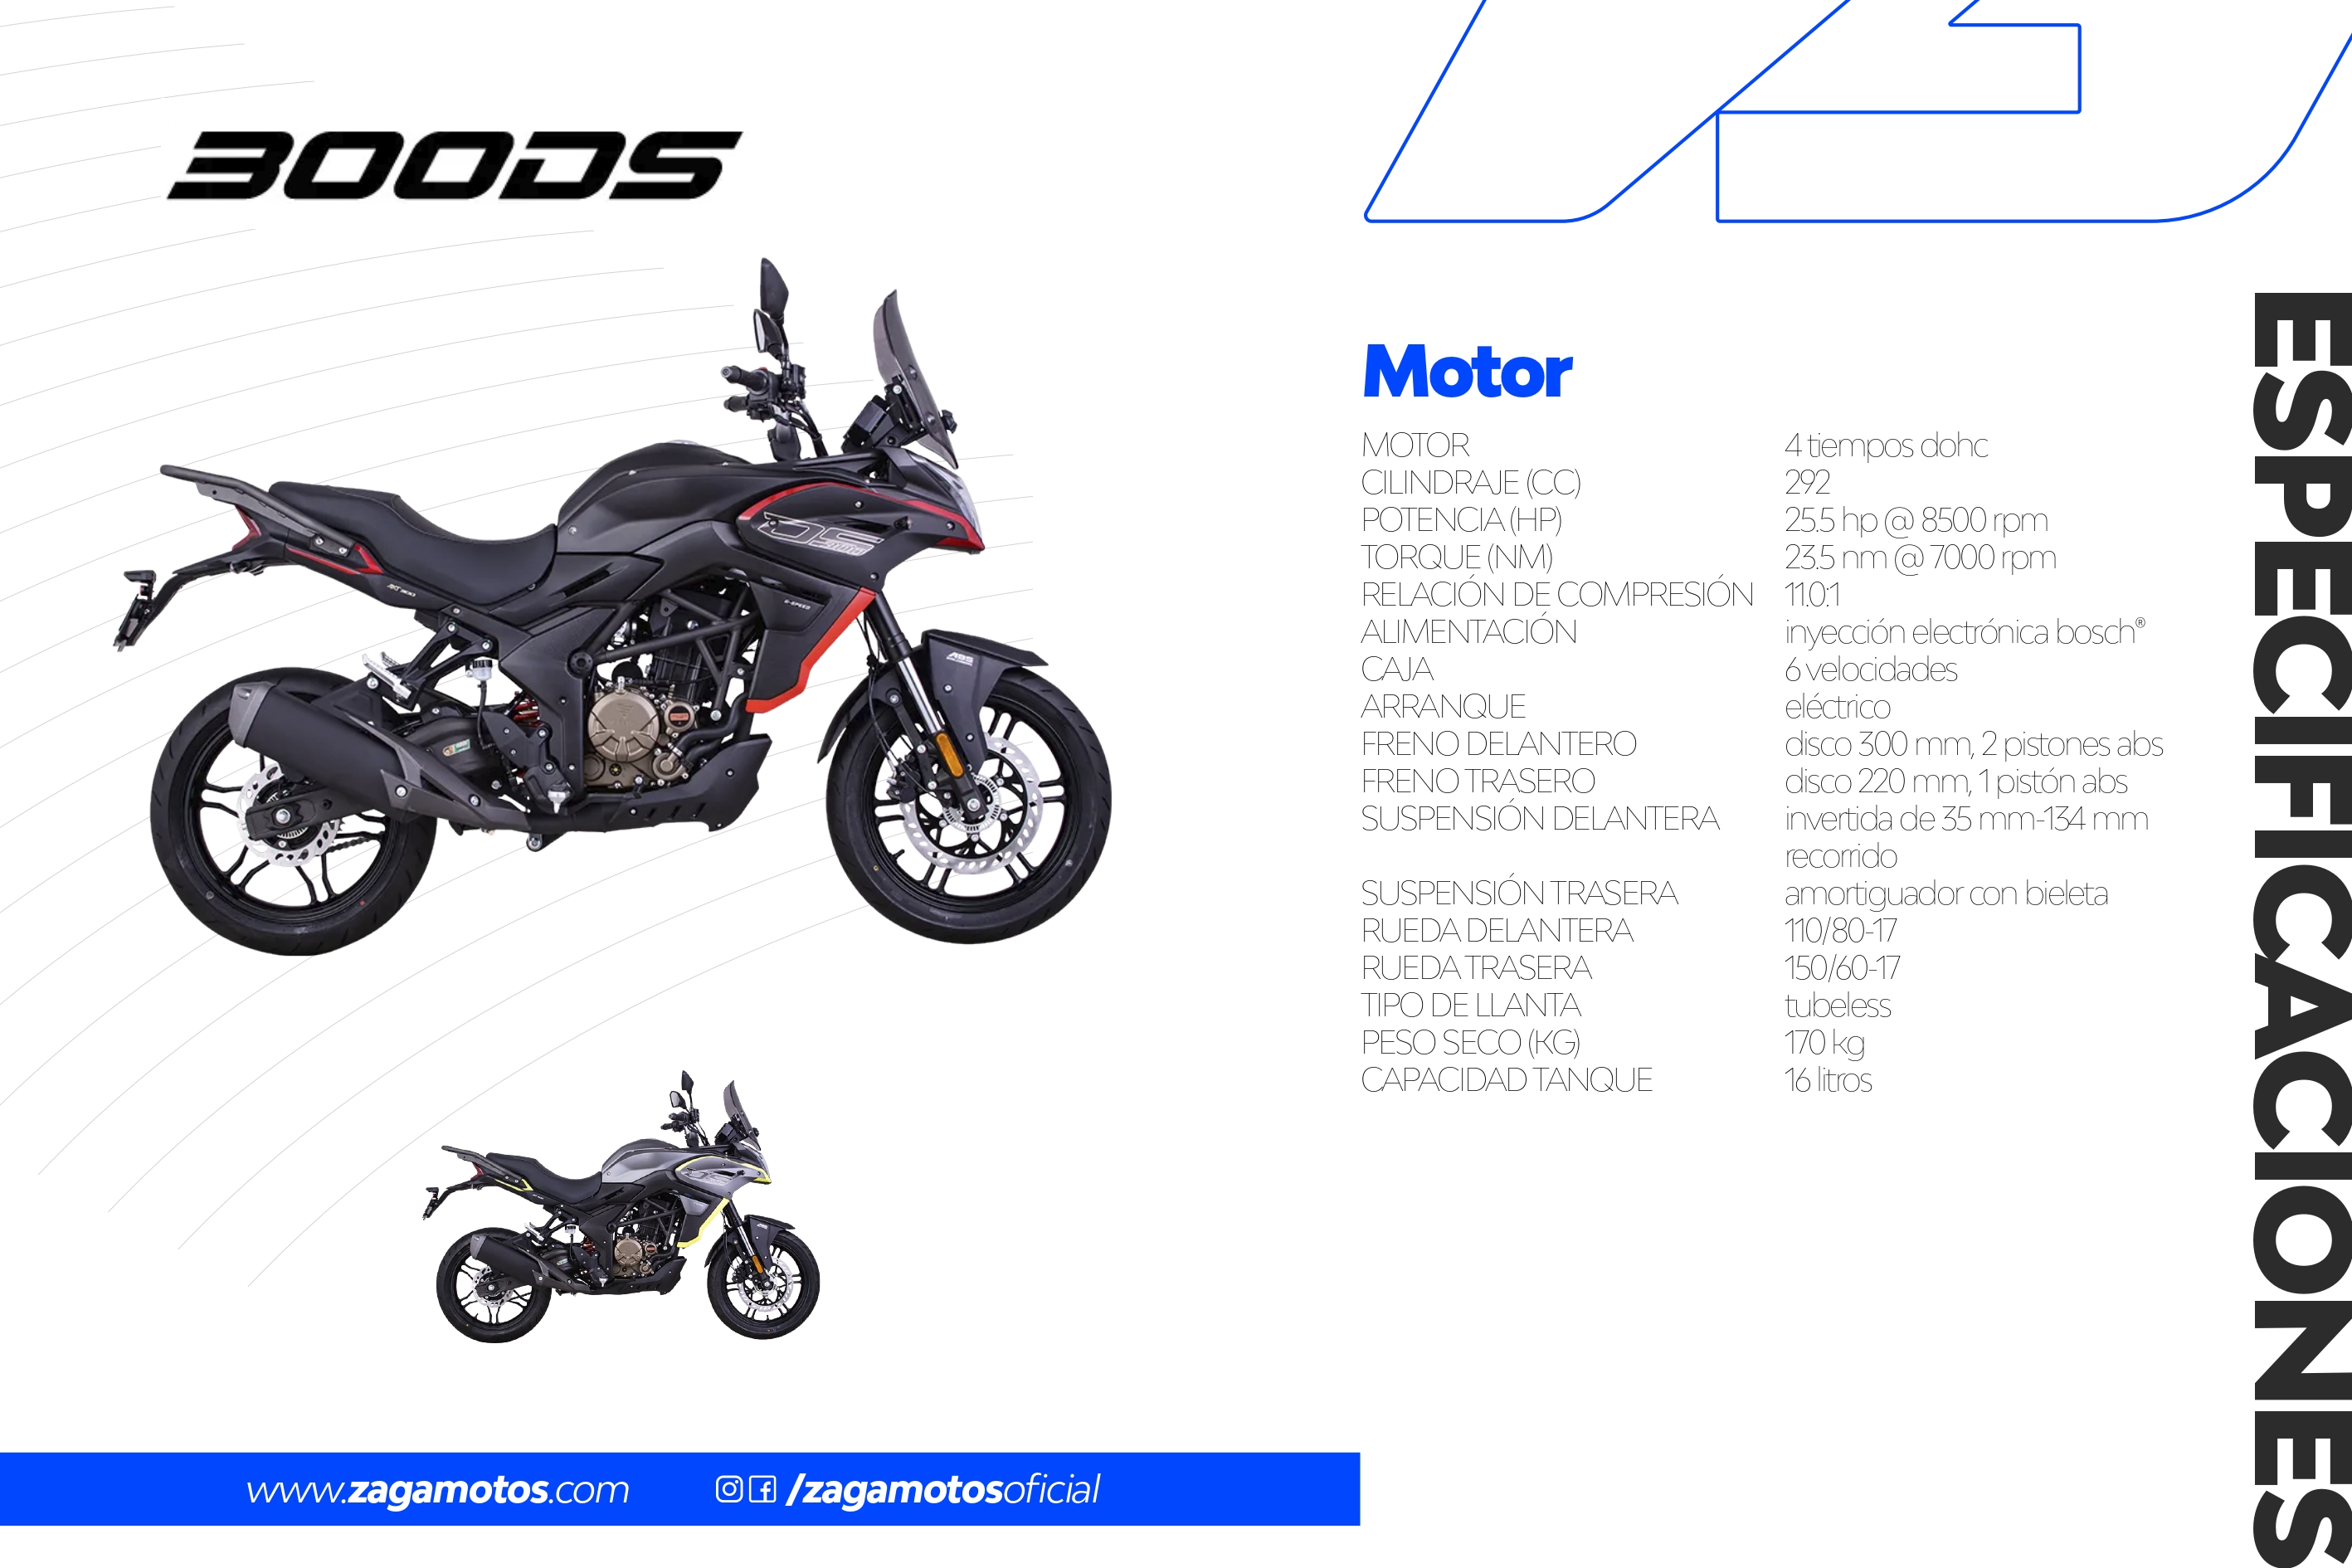 300DS
DS
300
AKT 300
ABS
Motor
MOTOR 4 tiempos dohc
CILINDRAJE (CC) 292
POTENCIA (HP) 25.5 hp @ 8500 rpm
TORQUE (NM) 23.5 nm @ 7000 rpm
RELACIÓN DE COMPRESIÓN 11.0:1
ALIMENTACIÓN inyección electrónica bosch®
CAJA 6 velocidades
ARRANQUE eléctrico
FRENO DELANTERO disco 300 mm, 2 pistones abs
FRENO TRASERO disco 220 mm, 1 pistón abs
SUSPENSIÓN DELANTERA invertida de 35 mm-134 mm
recorrido
SUSPENSIÓN TRASERA amortiguador con bieleta
RUEDA DELANTERA 110/80-17
RUEDA TRASERA 150/60-17
TIPO DE LLANTA tubeless
PESO SECO (KG) 170 kg
CAPACIDAD TANQUE 16 litros
ESPECIFICACIONES
www.zagamotos.com /zagamotosoficial